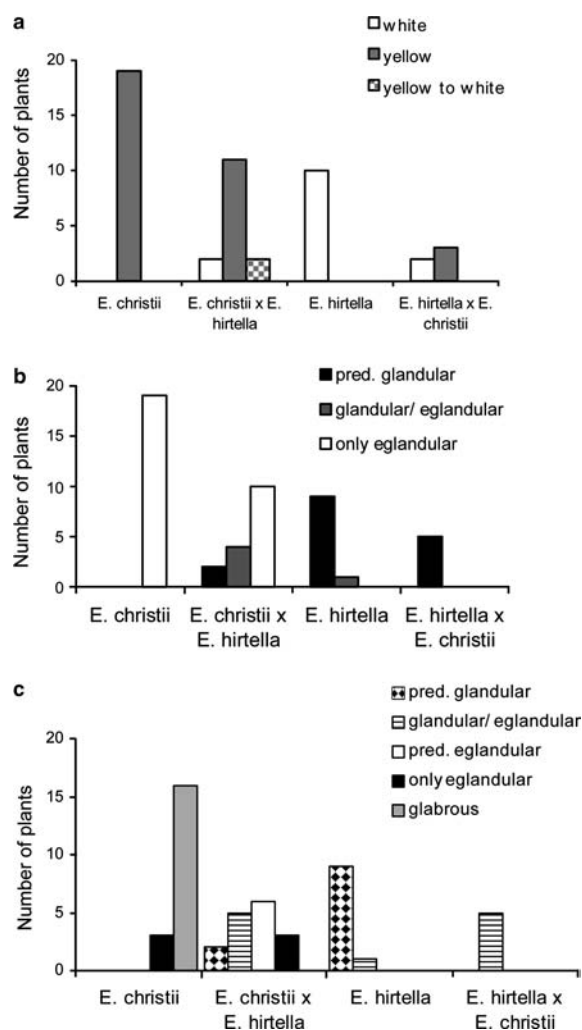 a
white
yellow
yellow to white
Number of plants
20
15
10
5
0
E. christii
E. christii x E.
hirtella
E. hirtella
E. hirtella x E.
christii
b
pred. glandular
glandular/ eglandular
only eglandular
Number of plants
20
15
10
5
0
E. christii
E. christii x
E. hirtella
E. hirtella
E. hirtella x
E. christii
c
pred. glandular
glandular/ eglandular
pred. eglandular
only eglandular
glabrous
Number of plants
20
15
10
5
0
E. christii
E. christii x
E. hirtella
E. hirtella
E. hirtella x
E. christii